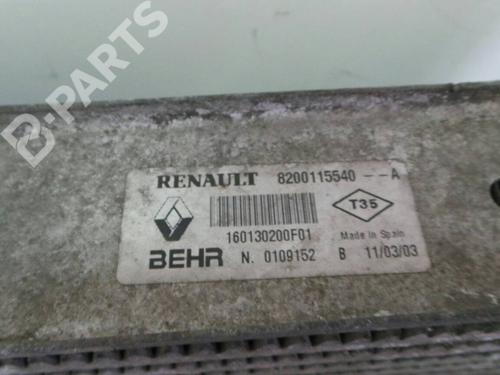 B-PARTS
RENAULT 8200115540 --A
T35
160130200F01 Made in Spain
BEHR N. 0109152 B 11/03/03